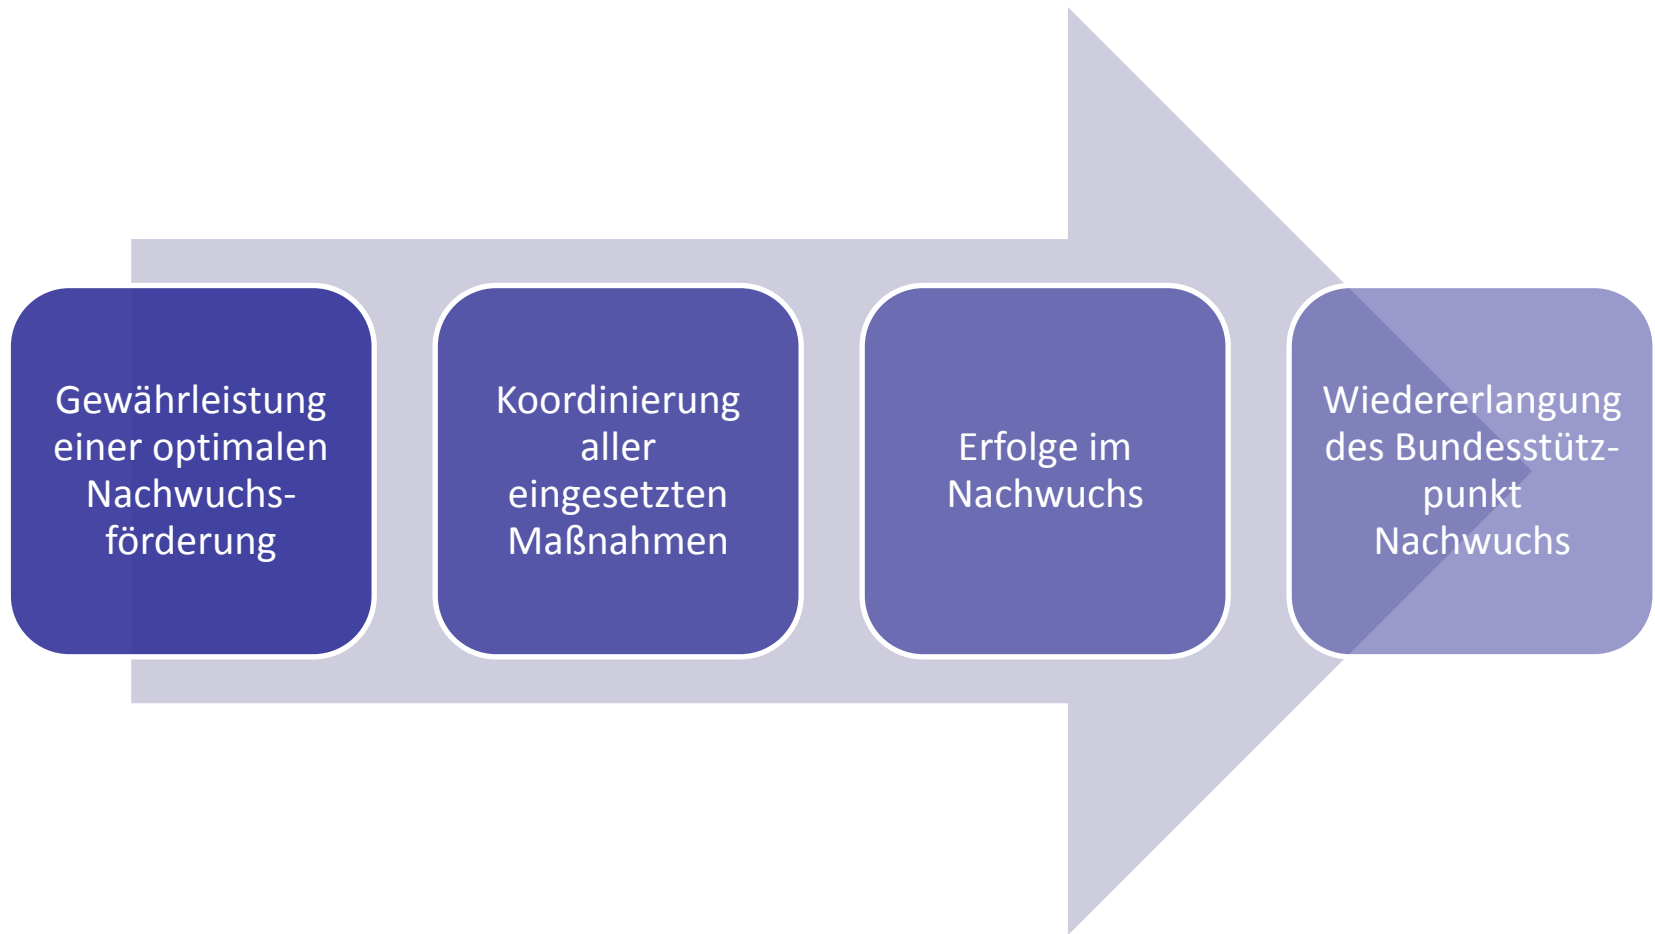 Gewährleistung
einer optimalen
Nachwuchs-
förderung
Koordinierung
aller
eingesetzten
Maßnahmen
Erfolge im
Nachwuchs
Wiedererlangung
des Bundesstütz-
punkt
Nachwuchs